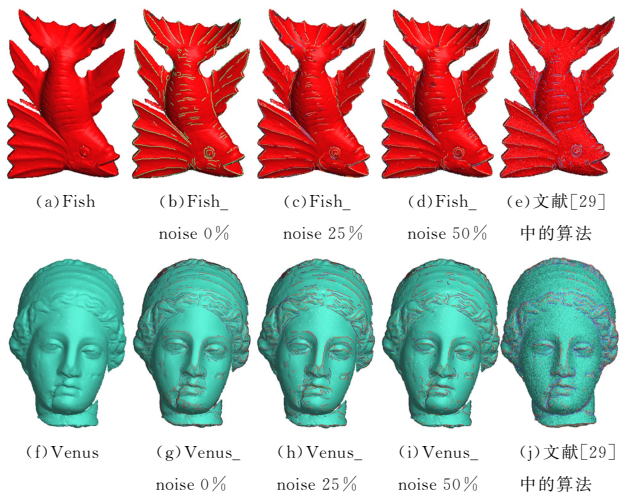 (a)Fish (b)Fish_ (c)Fish_ (d)Fish_ (e)文献[29]
noise 0% noise 25% noise 50% 中的算法
(f)Venus (g)Venus_ (h)Venus_ (i)Venus_ (j)文献[29]
noise 0% noise 25% noise 50% 中的算法